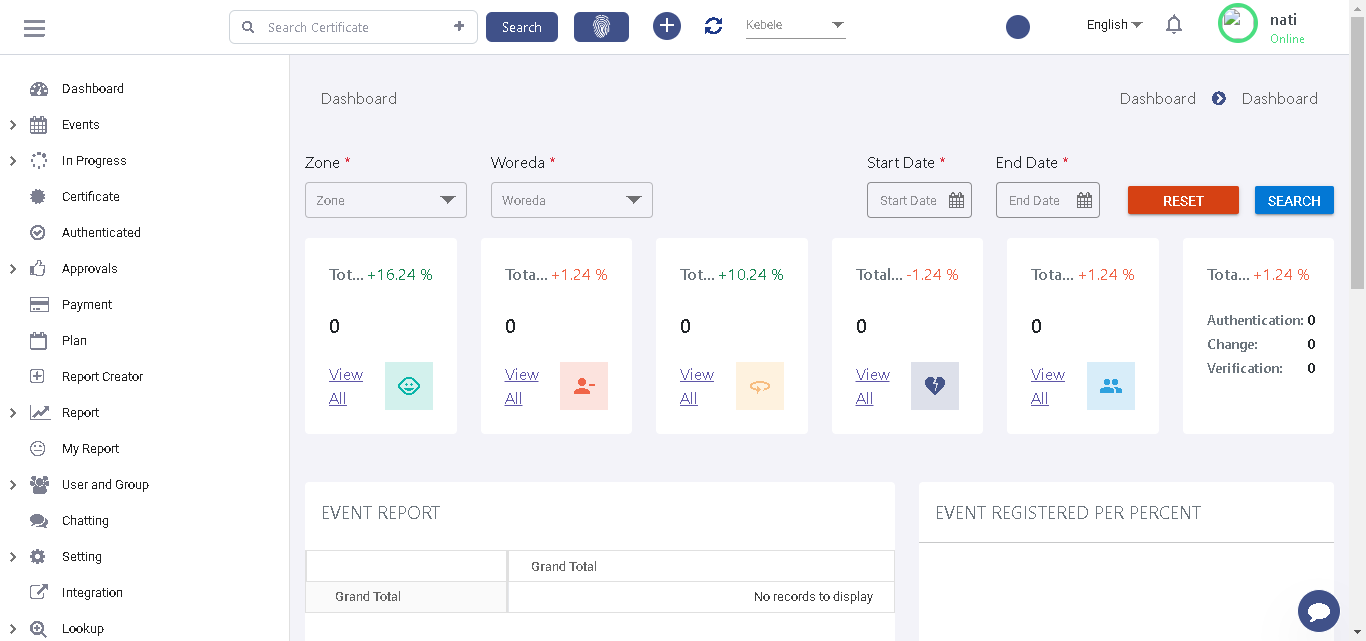 Search Certificate
Search
Kebele
English
nati
Online
Dashboard
Events
In Progress
Certificate
Authenticated
Approvals
Payment
Plan
Report Creator
Report
My Report
User and Group
Chatting
Setting
Integration
Lookup
Dashboard
Dashboard Dashboard
Zone *
Woreda *
Start Date *
End Date *
Zone
Woreda
Start Date
End Date
RESET
SEARCH
Tot... +16.24 %
0
View
All
Tota... +1.24 %
0
View
All
Tot... +10.24 %
0
View
All
Total... -1.24 %
0
View
All
Tota... +1.24 %
0
View
All
Tota... +1.24 %
Authentication: 0
Change: 0
Verification: 0
EVENT REPORT
Grand Total
Grand Total No records to display
EVENT REGISTERED PER PERCENT